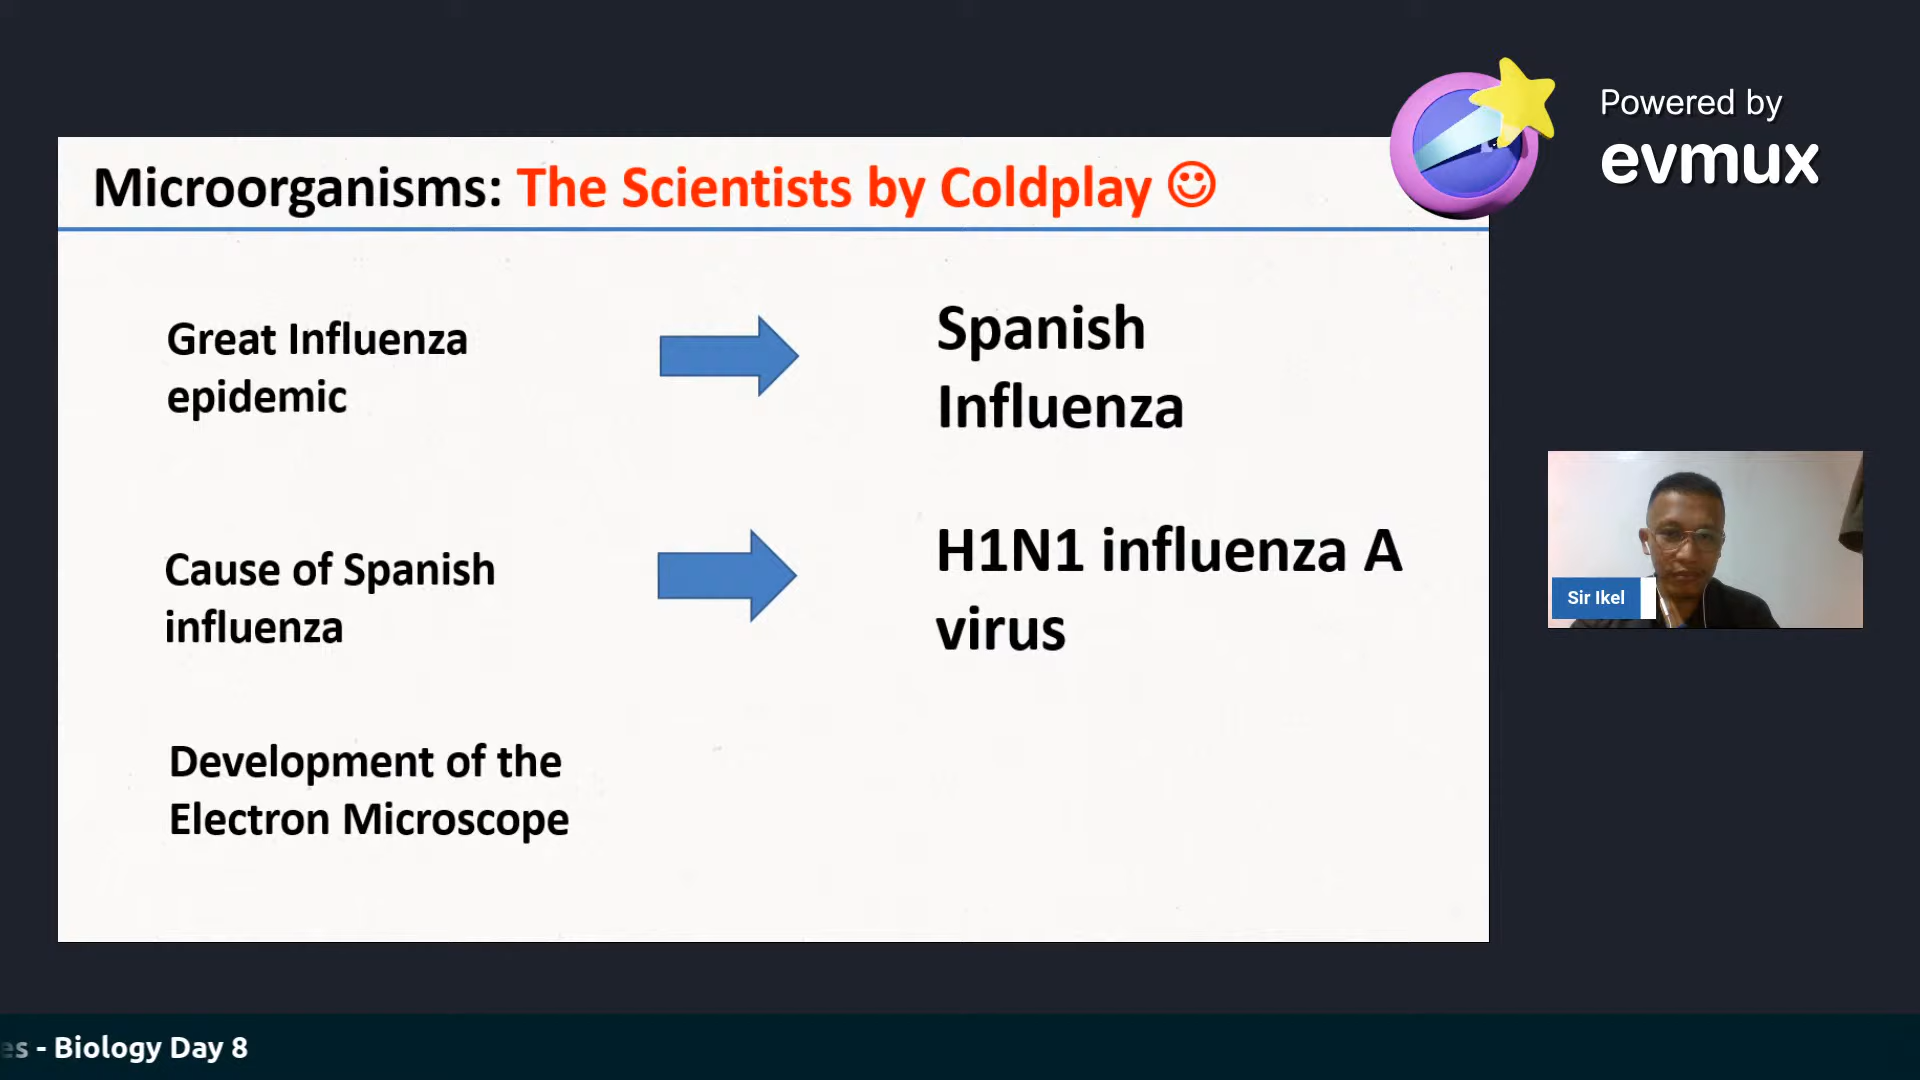 Powered by
evmux
Microorganisms: The Scientists by Coldplay ☺
Great Influenza
epidemic
Spanish
Influenza
Cause of Spanish
influenza
H1N1 influenza A
virus
Development of the
Electron Microscope
Sir Ikel
es - Biology Day 8